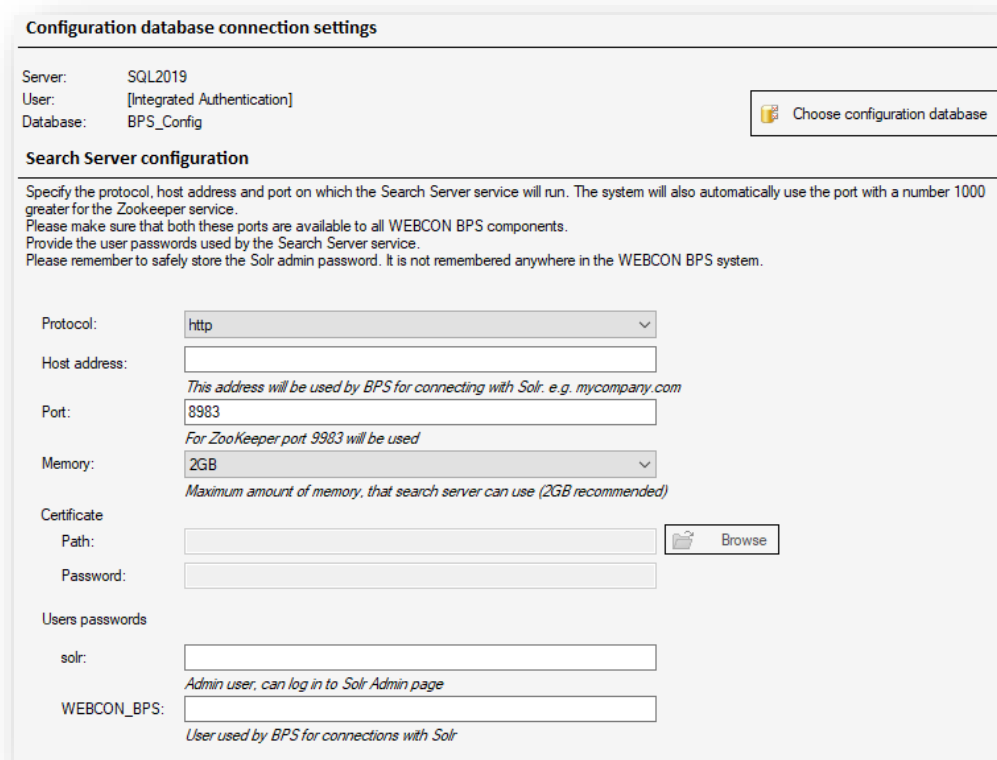 Configuration database connection settings
Server: SQL2019
User: [Integrated Authentication]
Database: BPS_Config
Choose configuration database
Search Server configuration
Specify the protocol, host address and port on which the Search Server service will run. The system will also automatically use the port with a number 1000
greater for the Zookeeper service.
Please make sure that both these ports are available to all WEBCON BPS components.
Provide the user passwords used by the Search Server service.
Please remember to safely store the Solr admin password. It is not remembered anywhere in the WEBCON BPS system.
Protocol: http
Host address:
This address will be used by BPS for connecting with Solr. e.g. mycompany.com
Port: 8983
For ZooKeeper port 9983 will be used
Memory: 2GB
Maximum amount of memory, that search server can use (2GB recommended)
Certificate
Path: Browse
Password:
Users passwords
solr:
Admin user, can log in to Solr Admin page
WEBCON_BPS:
User used by BPS for connections with Solr